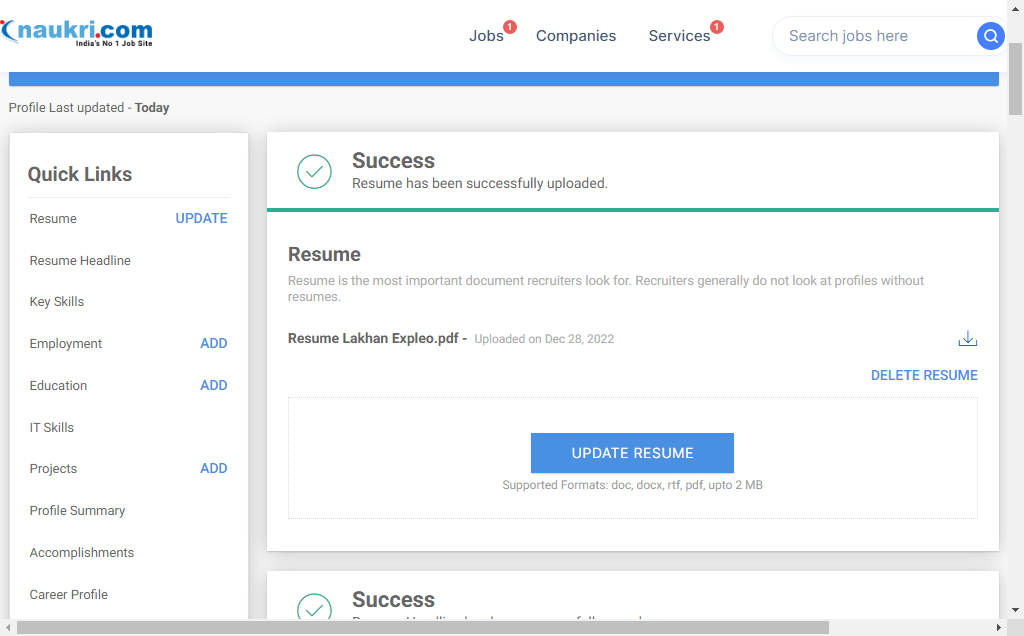 naukri.com
India's No 1 Job Site
Jobs 1
Companies
Services 1
Search jobs here
Profile Last updated - Today
Quick Links
Resume UPDATE
Resume Headline
Key Skills
Employment ADD
Education ADD
IT Skills
Projects ADD
Profile Summary
Accomplishments
Career Profile
Success
Resume has been successfully uploaded.
Resume
Resume is the most important document recruiters look for. Recruiters generally do not look at profiles without
resumes.
Resume Lakhan Expleo.pdf - Uploaded on Dec 28, 2022
DELETE RESUME
UPDATE RESUME
Supported Formats: doc, docx, rtf, pdf, upto 2 MB
Success